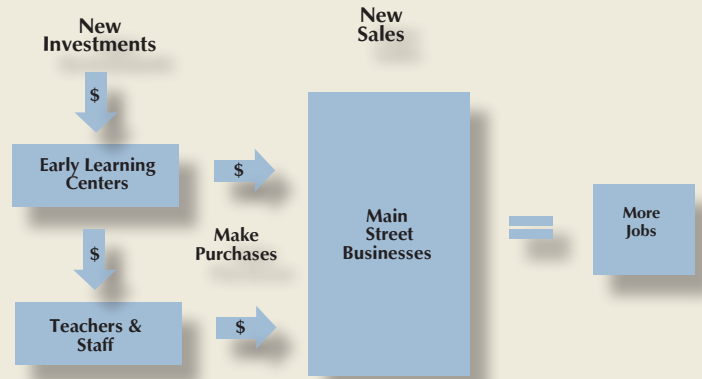 New
Investments
New
Sales
$
Early Learning
Centers
$
Main
Street
Businesses
More
Jobs
Make
Purchases
$
Teachers &
Staff
$